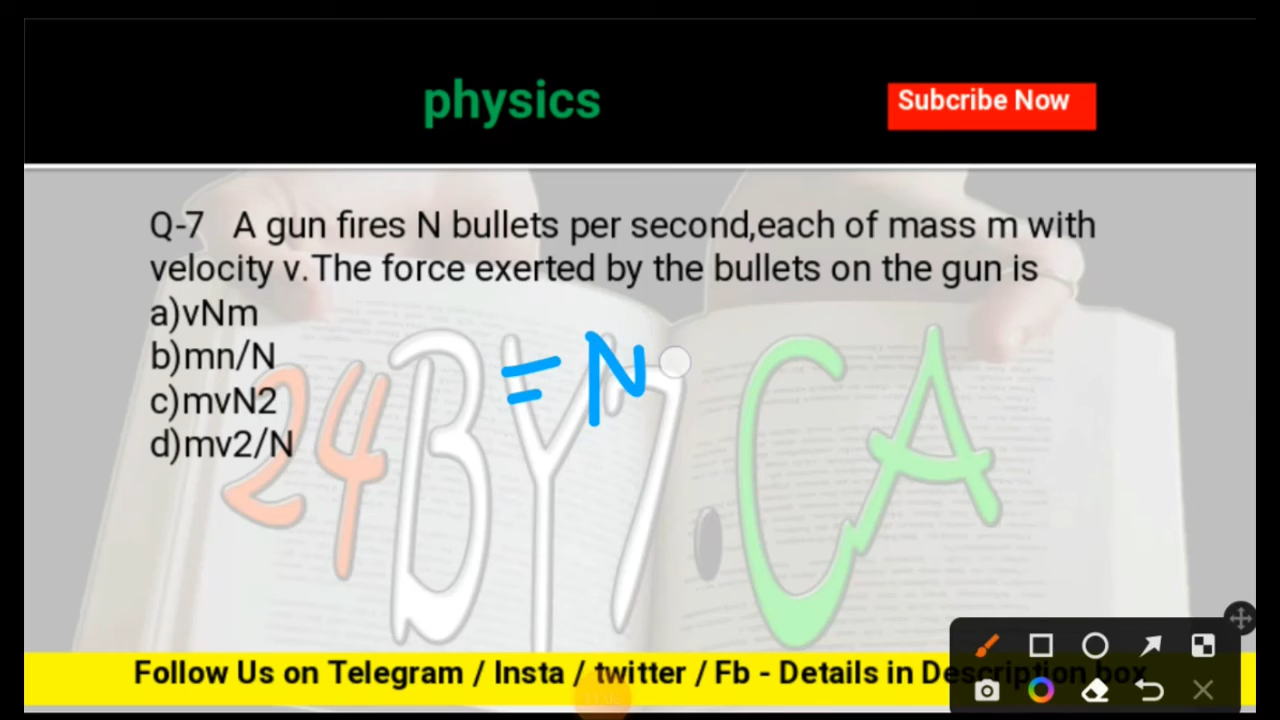 physics
Subcribe Now
Q-7 A gun fires N bullets per second,each of mass m with
velocity v.The force exerted by the bullets on the gun is
a)vNm
b)mn/N
c)mvN2
d)mv2/N
= N
24BY7.CA
Follow Us on Telegram / Insta / twitter / Fb - Details in Description box